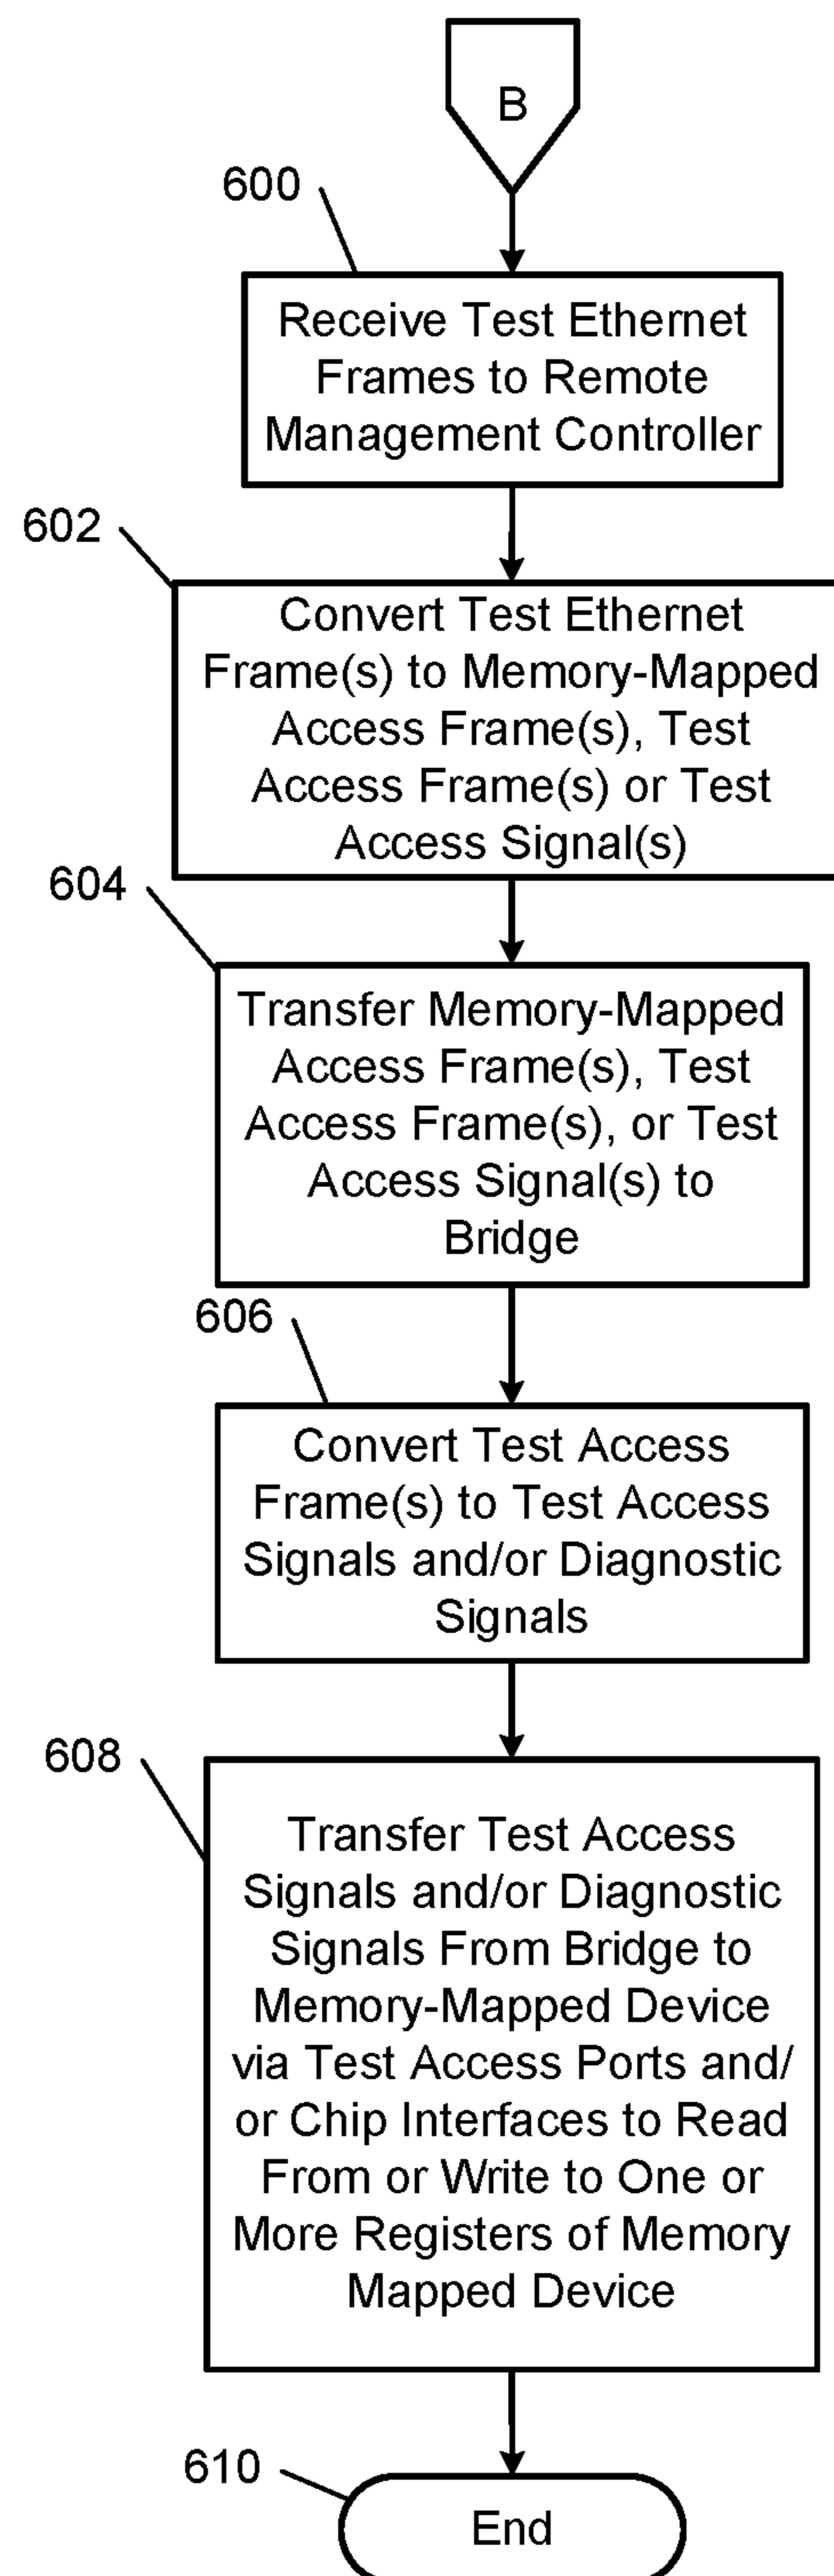 B
600
Receive Test Ethernet
Frames to Remote
Management Controller
602
Convert Test Ethernet
Frame(s) to Memory-Mapped
Access Frame(s), Test
Access Frame(s) or Test
Access Signal(s)
604
Transfer Memory-Mapped
Access Frame(s), Test
Access Frame(s), or Test
Access Signal(s) to
Bridge
606
Convert Test Access
Frame(s) to Test Access
Signals and/or Diagnostic
Signals
608
Transfer Test Access
Signals and/or Diagnostic
Signals From Bridge to
Memory-Mapped Device
via Test Access Ports and/
or Chip Interfaces to Read
From or Write to One or
More Registers of Memory
Mapped Device
610
End